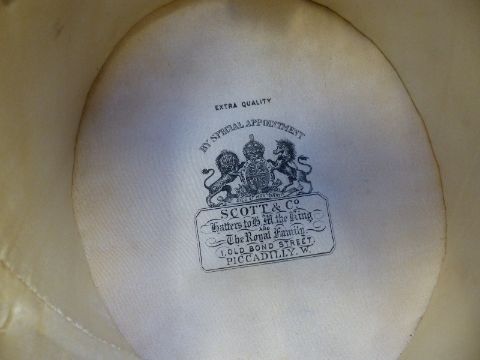 EXTRA QUALITY
BY SPECIAL APPOINTMENT
SCOTT & Co
Hatters to H.M. the King
AND
The Royal Family
1, OLD BOND STREET,
PICCADILLY. W.